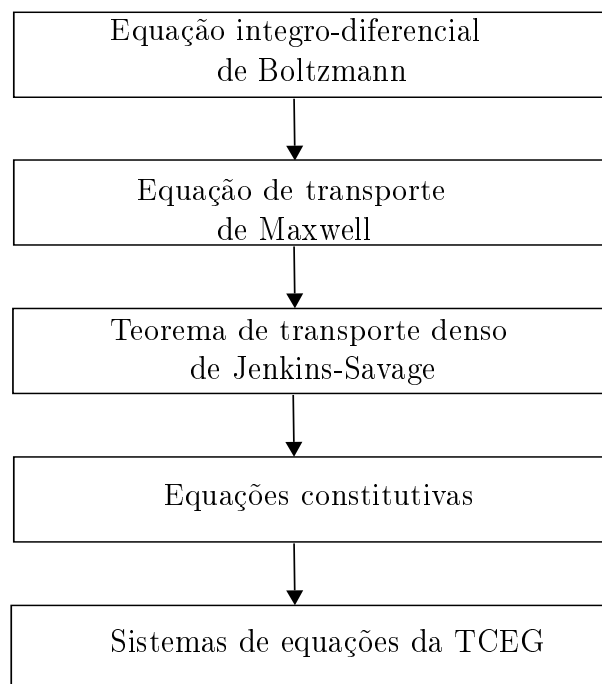 Equação integro-diferencial
de Boltzmann
Equação de transporte
de Maxwell
Teorema de transporte denso
de Jenkins-Savage
Equações constitutivas
Sistemas de equações da TCEG